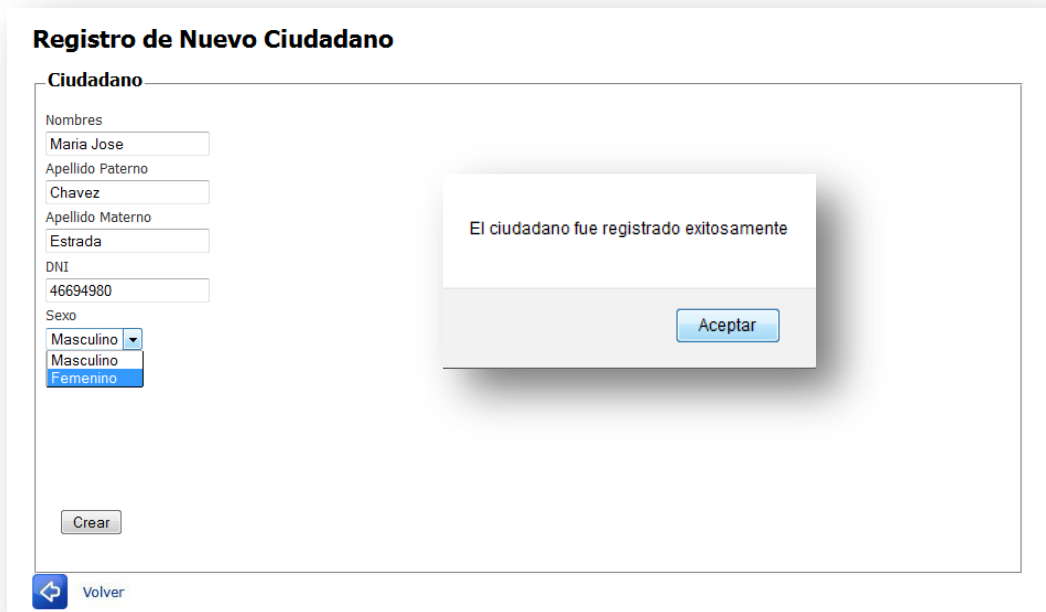 Registro de Nuevo Ciudadano
Ciudadano
Nombres
Maria Jose
Apellido Paterno
Chavez
Apellido Materno
Estrada
DNI
46694980
Sexo
Masculino
Masculino
Femenino
El ciudadano fue registrado exitosamente
Aceptar
Crear
Volver